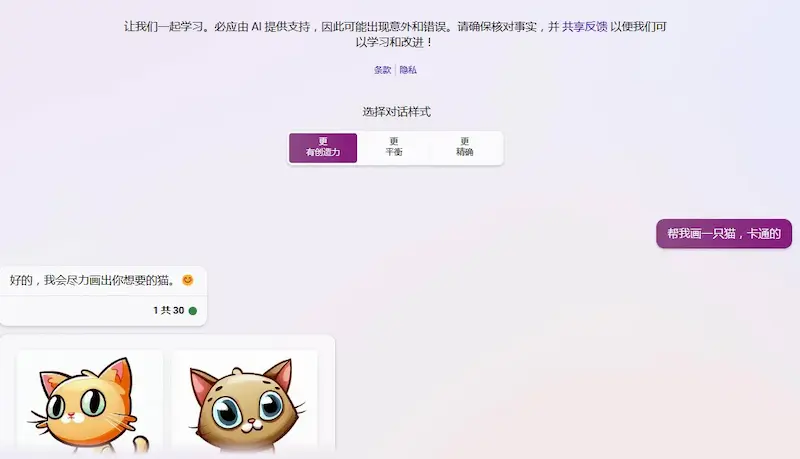 让我们一起学习。必应由 AI 提供支持，因此可能出现意外和错误。请确保核对事实，并 共享反馈 以便我们可
以学习和改进！
条款 | 隐私
选择对话样式
更
有创造力
更
平衡
更
精确
帮我画一只猫，卡通的
好的，我会尽力画出你想要的猫。😊
1 共 30